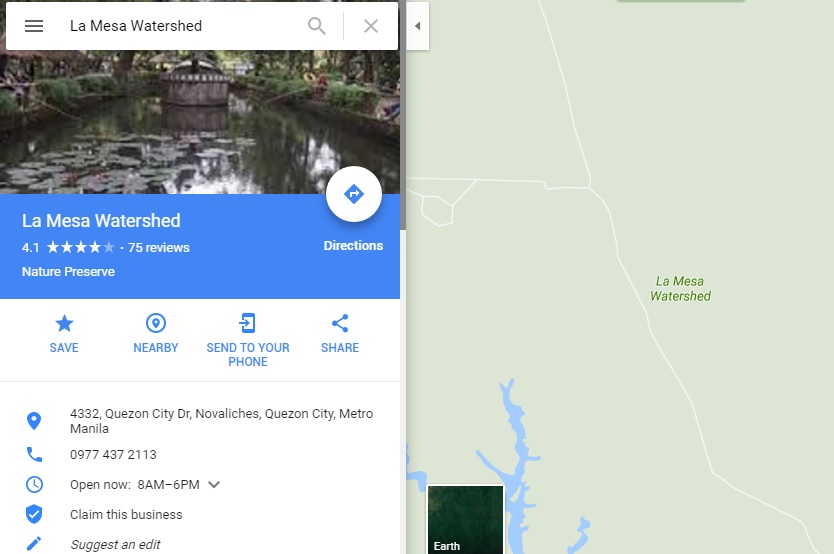 La Mesa Watershed
La Mesa Watershed
4.1 ★★★★★ · 75 reviews
Directions
Nature Preserve
SAVE
NEARBY
SEND TO YOUR
PHONE
SHARE
4332, Quezon City Dr, Novaliches, Quezon City, Metro
Manila
0977 437 2113
Open now: 8AM–6PM
Claim this business
Suggest an edit
La Mesa
Watershed
Earth